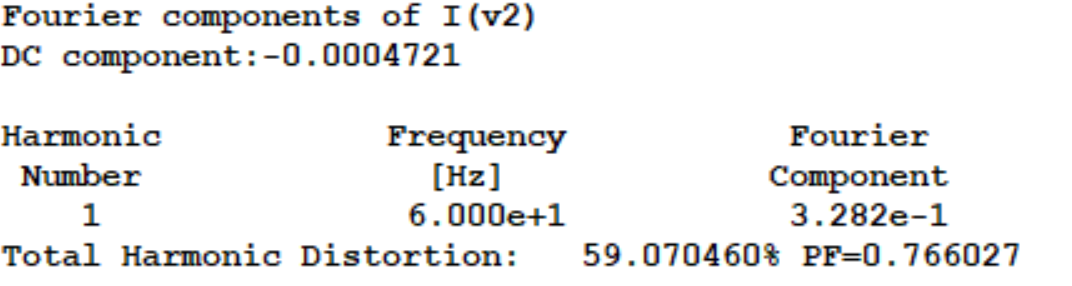 Fourier components of I(v2)
DC component:-0.0004721
Harmonic Frequency Fourier
Number [Hz] Component
1 6.000e+1 3.282e-1
Total Harmonic Distortion: 59.070460% PF=0.766027